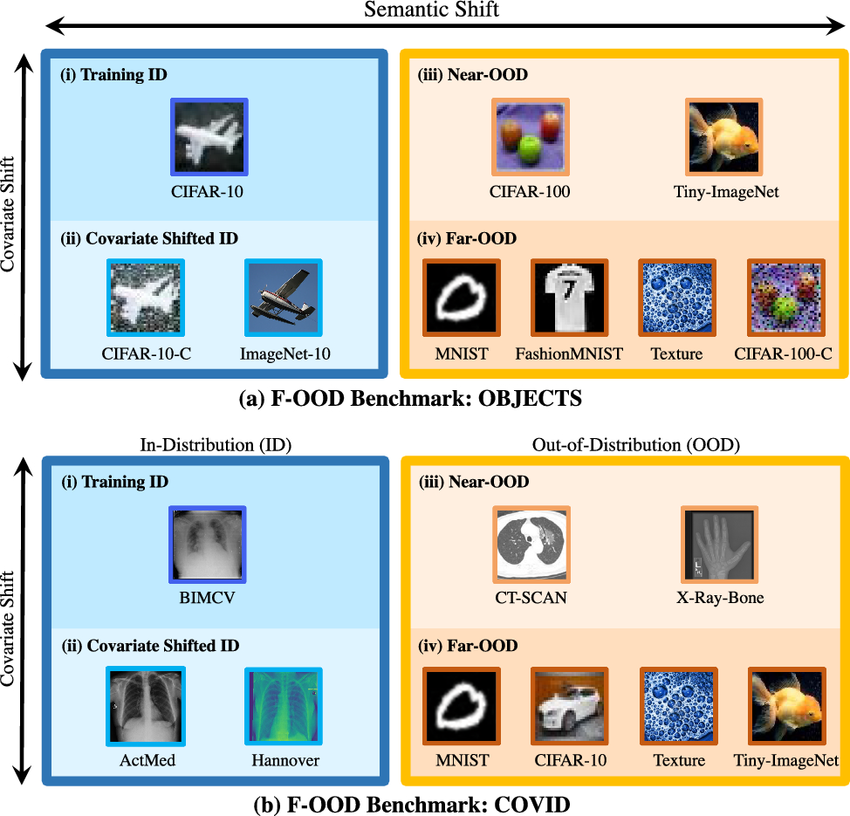 Semantic Shift
Covariate Shift
(i) Training ID
CIFAR-10
(ii) Covariate Shifted ID
CIFAR-10-C
ImageNet-10
(iii) Near-OOD
CIFAR-100
Tiny-ImageNet
(iv) Far-OOD
MNIST
FashionMNIST
7
Texture
CIFAR-100-C
(a) F-OOD Benchmark: OBJECTS
In-Distribution (ID)
Out-of-Distribution (OOD)
Covariate Shift
(i) Training ID
BIMCV
(ii) Covariate Shifted ID
ActMed
Hannover
(iii) Near-OOD
CT-SCAN
X-Ray-Bone
L
(iv) Far-OOD
MNIST
CIFAR-10
Texture
Tiny-ImageNet
(b) F-OOD Benchmark: COVID